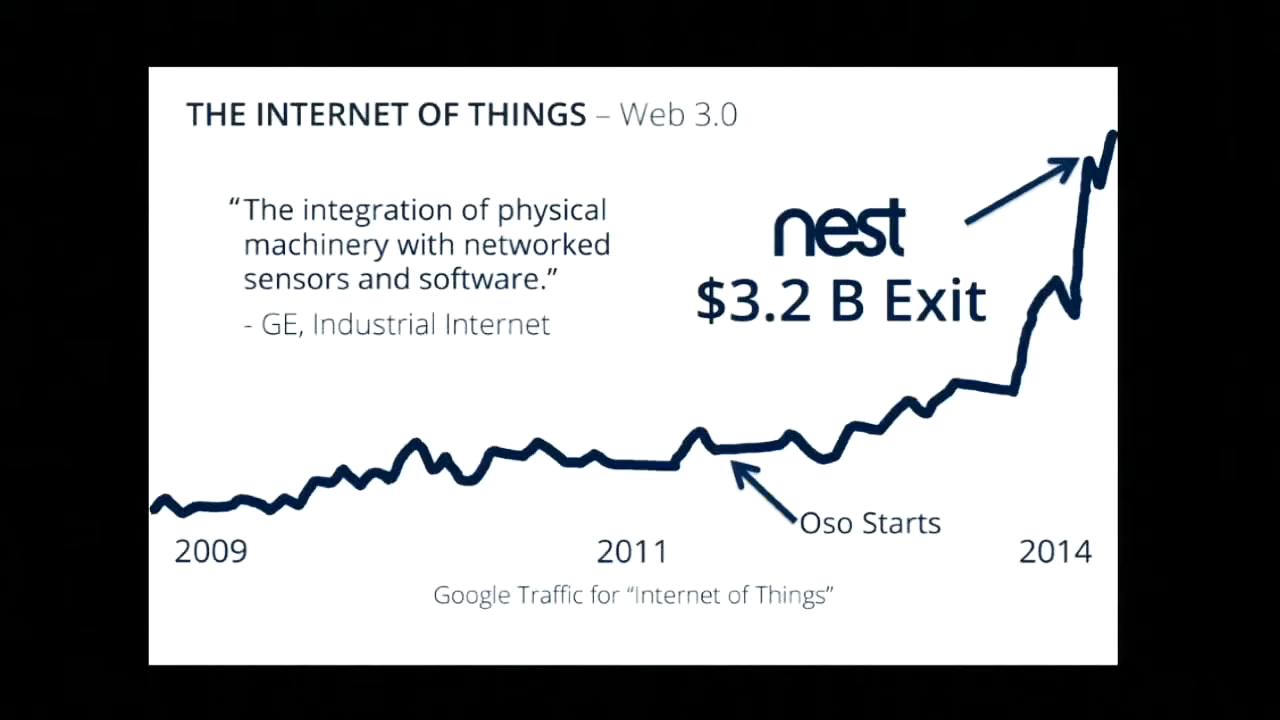 THE INTERNET OF THINGS – Web 3.0
“The integration of physical
machinery with networked
sensors and software.”
- GE, Industrial Internet
nest
$3.2 B Exit
Oso Starts
2009 2011 2014
Google Traffic for “Internet of Things”